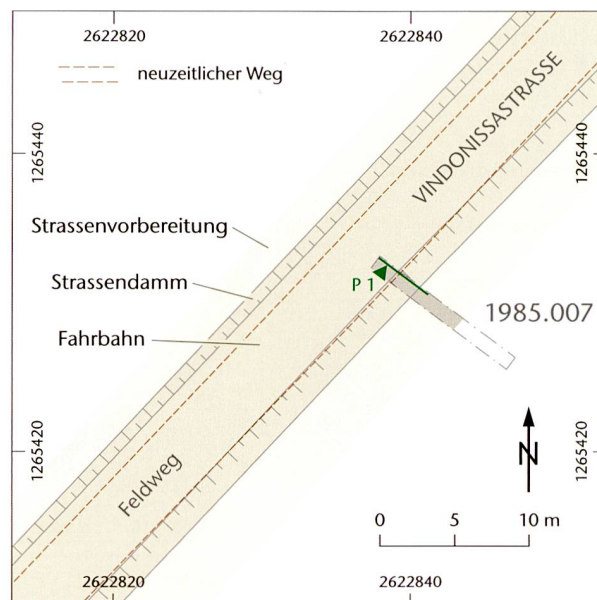 2622820
2622840
neuzeitlicher Weg
1265440
1265440
VINDONISSASTRASSE
Strassenvorbereitung
Strassendamm
P 1
1985.007
Fahrbahn
1265420
1265420
Feldweg
N
0 5 10 m
2622820
2622840